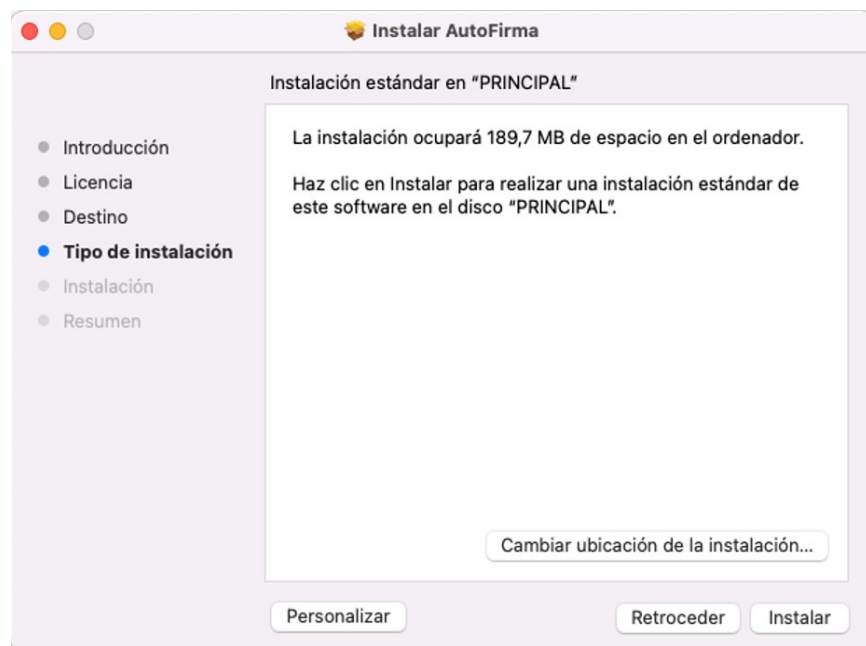 Instalar AutoFirma
Instalación estándar en “PRINCIPAL”
Introducción
Licencia
Destino
Tipo de instalación
Instalación
Resumen
La instalación ocupará 189,7 MB de espacio en el ordenador.
Haz clic en Instalar para realizar una instalación estándar de
este software en el disco “PRINCIPAL”.
Cambiar ubicación de la instalación...
Personalizar
Retroceder
Instalar